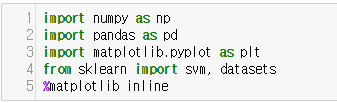 1 import numpy as np
2 import pandas as pd
3 import matplotlib.pyplot as plt
4 from sklearn import svm, datasets
5 %matplotlib inline